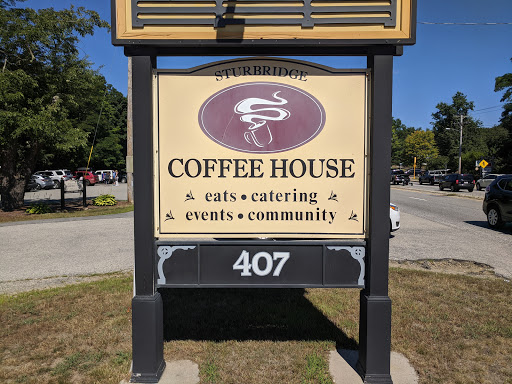 STURBRIDGE
COFFEE HOUSE
eats • catering
events • community
407